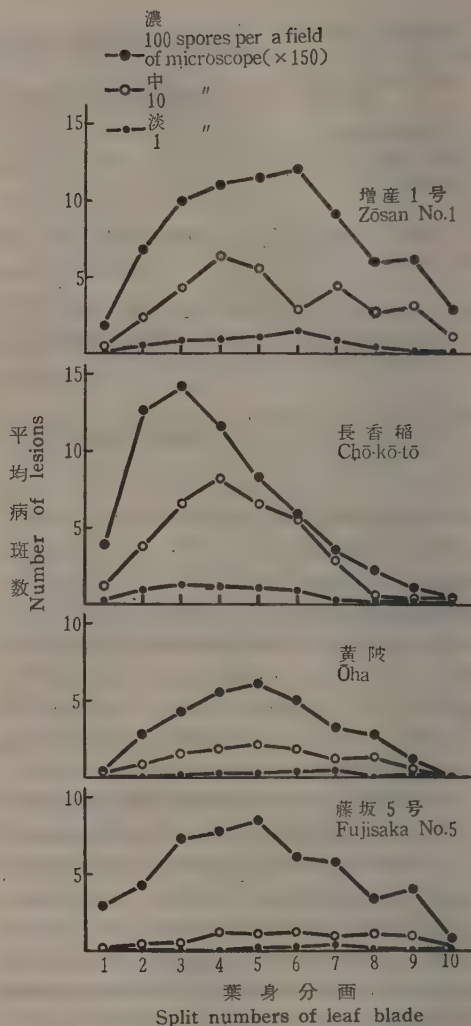 濃
100 spores per a field
of microscope(×150)
中
10 〃
淡
1 〃
15
10
5
増産1号
Zōsan No.1
15
10
5
長香稲
Chō-kō-tō
平均病斑数
Number of lesions
10
5
黄陂
Ōha
10
5
藤坂5号
Fujisaka No.5
1 2 3 4 5 6 7 8 9 10
葉身分画
Split numbers of leaf blade